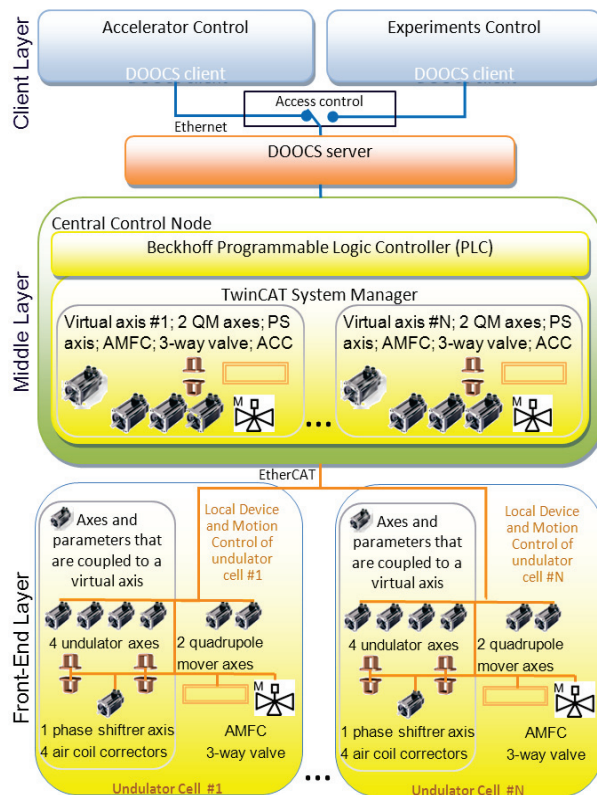 Client Layer
Accelerator Control
DOOCS client
Experiments Control
DOOCS client
Access control
Ethernet
DOOCS server
Middle Layer
Central Control Node
Beckhoff Programmable Logic Controller (PLC)
TwinCAT System Manager
Virtual axis #1; 2 QM axes; PS
axis; AMFC; 3-way valve; ACC
M
...
Virtual axis #N; 2 QM axes; PS
axis; AMFC; 3-way valve; ACC
M
EtherCAT
Front-End Layer
Axes and
parameters that
are coupled to a
virtual axis
Local Device
and Motion
Control of
undulator
cell #1
4 undulator axes
2 quadrupole
mover axes
M
1 phase shiftrer axis
4 air coil correctors
AMFC
3-way valve
Undulator Cell #1
...
Axes and
parameters that
are coupled to a
virtual axis
Local Device
and Motion
Control of
undulator
cell #N
4 undulator axes
2 quadrupole
mover axes
M
1 phase shiftrer axis
4 air coil correctors
AMFC
3-way valve
Undulator Cell #N